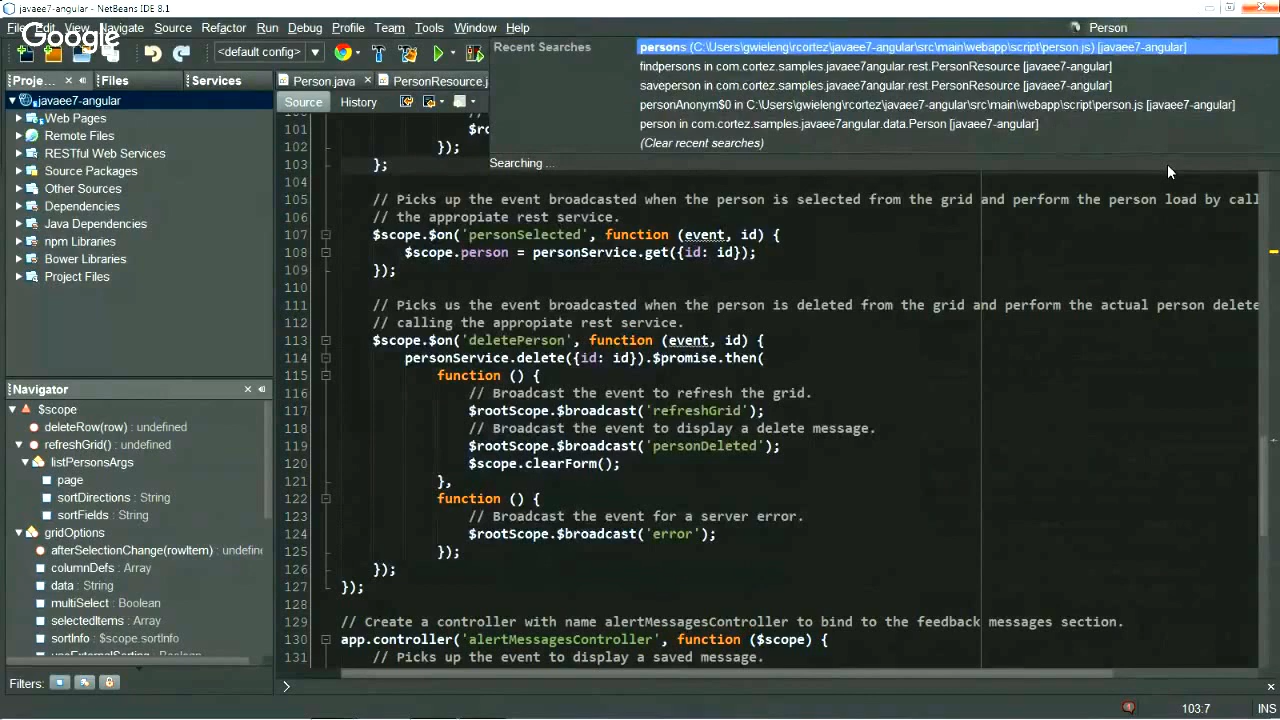 javaee7-angular - NetBeans IDE 8.1
File Edit View Navigate Source Refactor Run Debug Profile Team Tools Window Help
Person
Google
<default config>
Recent Searches
persons (C:\Users\gwieleng\rcortez\javaee7-angular\src\main\webapp\script\person.js) [javaee7-angular]
findpersons in com.cortez.samples.javaee7angular.rest.PersonResource [javaee7-angular]
saveperson in com.cortez.samples.javaee7angular.rest.PersonResource [javaee7-angular]
personAnonym$0 in C:\Users\gwieleng\rcortez\javaee7-angular\src\main\webapp\script\person.js [javaee7-angular]
person in com.cortez.samples.javaee7angular.data.Person [javaee7-angular]
(Clear recent searches)
Searching ...
Proje...
Files
Services
javaee7-angular
Web Pages
Remote Files
RESTful Web Services
Source Packages
Other Sources
Dependencies
Java Dependencies
npm Libraries
Bower Libraries
Project Files
Navigator
$scope
deleteRow(row) : undefined
refreshGrid() : undefined
listPersonsArgs
page
sortDirections : String
sortFields : String
gridOptions
afterSelectionChange(rowItem) : undefine
columnDefs : Array
data : String
multiSelect : Boolean
selectedItems : Array
sortInfo : $scope.sortInfo
useExternalSorting : Boolean
Filters:
Person.java
PersonResource.j
Source
History
//
101 $ro
102 });
103 };
104
105 // Picks up the event broadcasted when the person is selected from the grid and perform the person load by call
106 // the appropiate rest service.
107 $scope.$on('personSelected', function (event, id) {
108 $scope.person = personService.get({id: id});
109 });
110
111 // Picks us the event broadcasted when the person is deleted from the grid and perform the actual person delete
112 // calling the appropiate rest service.
113 $scope.$on('deletePerson', function (event, id) {
114 personService.delete({id: id}).$promise.then(
115 function () {
116 // Broadcast the event to refresh the grid.
117 $rootScope.$broadcast('refreshGrid');
118 // Broadcast the event to display a delete message.
119 $rootScope.$broadcast('personDeleted');
120 $scope.clearForm();
121 },
122 function () {
123 // Broadcast the event for a server error.
124 $rootScope.$broadcast('error');
125 });
126 });
127 });
128
129 // Create a controller with name alertMessagesController to bind to the feedback messages section.
130 app.controller('alertMessagesController', function ($scope) {
131 // Picks up the event to display a saved message.
103:7
INS